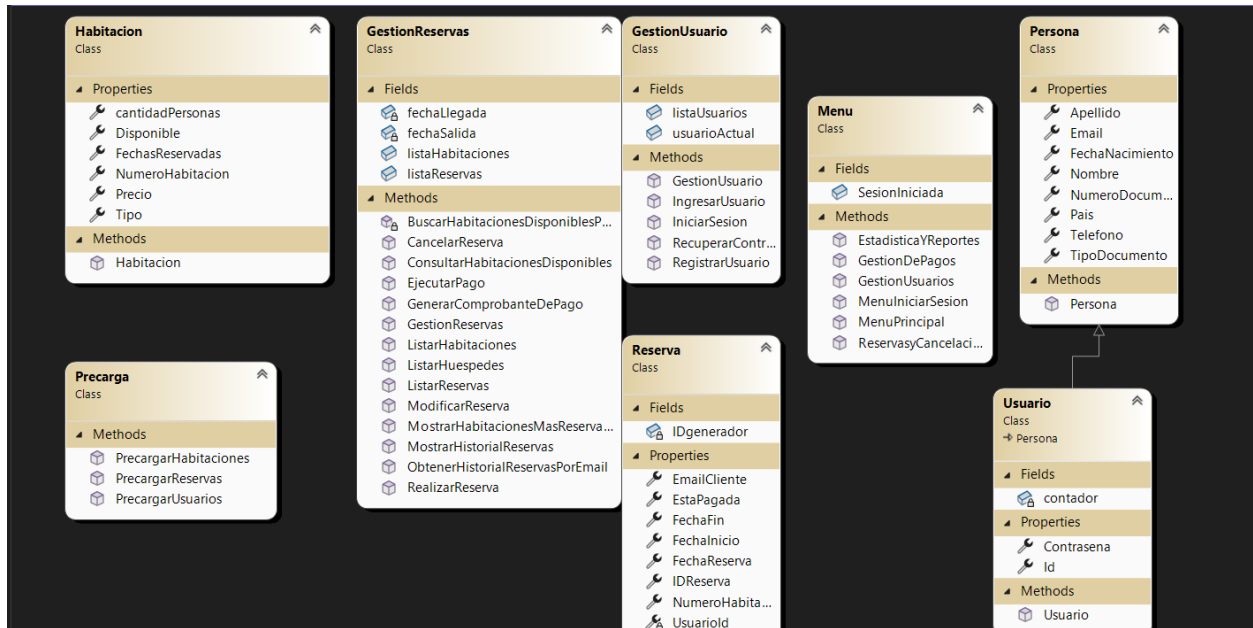 Habitacion
Class
Properties
cantidadPersonas
Disponible
FechasReservadas
NumeroHabitacion
Precio
Tipo
Methods
Habitacion
GestionReservas
Class
Fields
fechaLlegada
fechaSalida
listaHabitaciones
listaReservas
Methods
BuscarHabitacionesDisponiblesP...
CancelarReserva
ConsultarHabitacionesDisponibles
EjecutarPago
GenerarComprobanteDePago
GestionReservas
ListarHabitaciones
ListarHuespedes
ListarReservas
ModificarReserva
MostrarHabitacionesMasReserva...
MostrarHistorialReservas
ObtenerHistorialReservasPorEmail
RealizarReserva
GestionUsuario
Class
Fields
listaUsuarios
usuarioActual
Methods
GestionUsuario
IngresarUsuario
IniciarSesion
RecuperarContr...
RegistrarUsuario
Menu
Class
Fields
SesionIniciada
Methods
EstadisticaYReportes
GestionDePagos
GestionUsuarios
MenuIniciarSesion
MenuPrincipal
ReservasyCancelaci...
Persona
Class
Properties
Apellido
Email
FechaNacimiento
Nombre
NumeroDocum...
Pais
Telefono
TipoDocumento
Methods
Persona
Precarga
Class
Methods
PrecargarHabitaciones
PrecargarReservas
PrecargarUsuarios
Reserva
Class
Fields
IDgenerador
Properties
EmailCliente
EstaPagada
FechaFin
FechaInicio
FechaReserva
IDReserva
NumeroHabita...
UsuarioId
Usuario
Class
Persona
Fields
contador
Properties
Contrasena
Id
Methods
Usuario